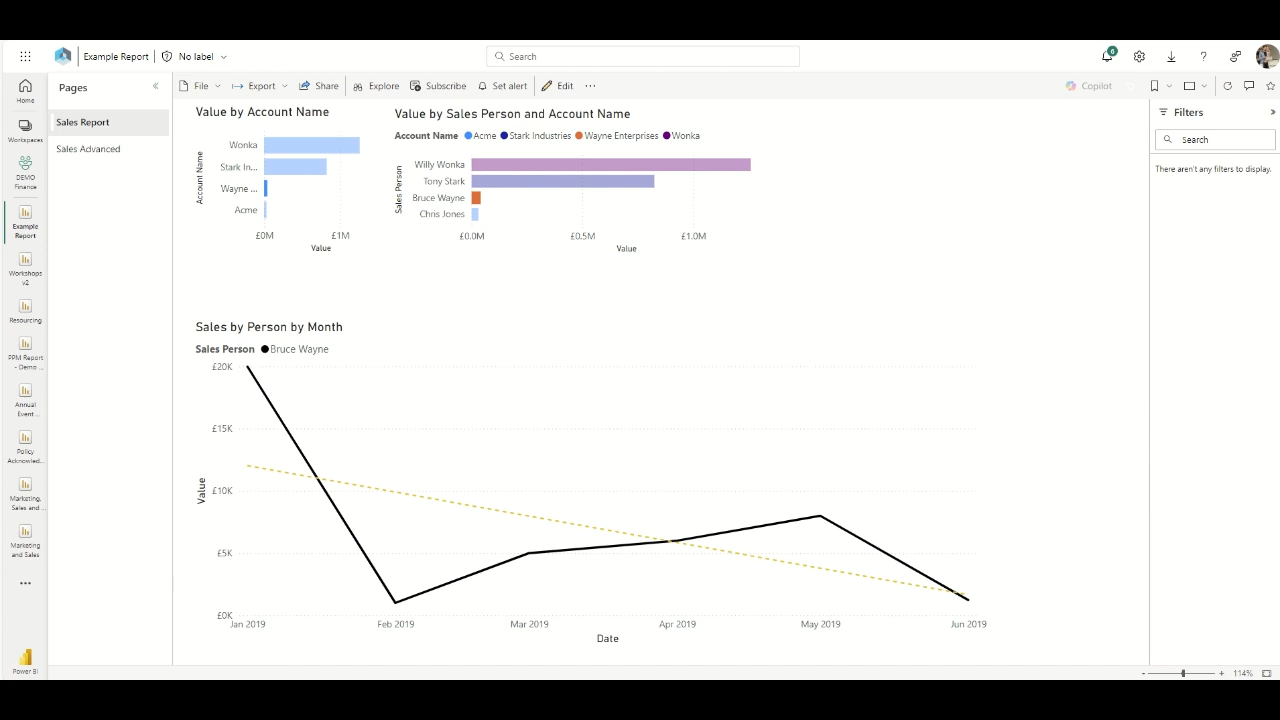 Example Report
No label
Search
6
Home
Workspaces
DEMO
Finance
Example
Report
Workshops
v2
Resourcing
PPM Report
- Demo ...
Annual
Event ...
Policy
Acknowled...
Marketing,
Sales and ...
Marketing
and Sales
Power BI
Pages
Sales Report
Sales Advanced
File
Export
Share
Explore
Subscribe
Set alert
Edit
Copilot
Value by Account Name
Account Name
Wonka
Stark In...
Wayne ...
Acme
£0M
£1M
Value
Value by Sales Person and Account Name
Account Name Acme Stark Industries Wayne Enterprises Wonka
Sales Person
Willy Wonka
Tony Stark
Bruce Wayne
Chris Jones
£0.0M
£0.5M
£1.0M
Value
Sales by Person by Month
Sales Person Bruce Wayne
Value
£20K
£15K
£10K
£5K
£0K
Jan 2019
Feb 2019
Mar 2019
Apr 2019
May 2019
Jun 2019
Date
Filters
Search
There aren't any filters to display.
- + 114%